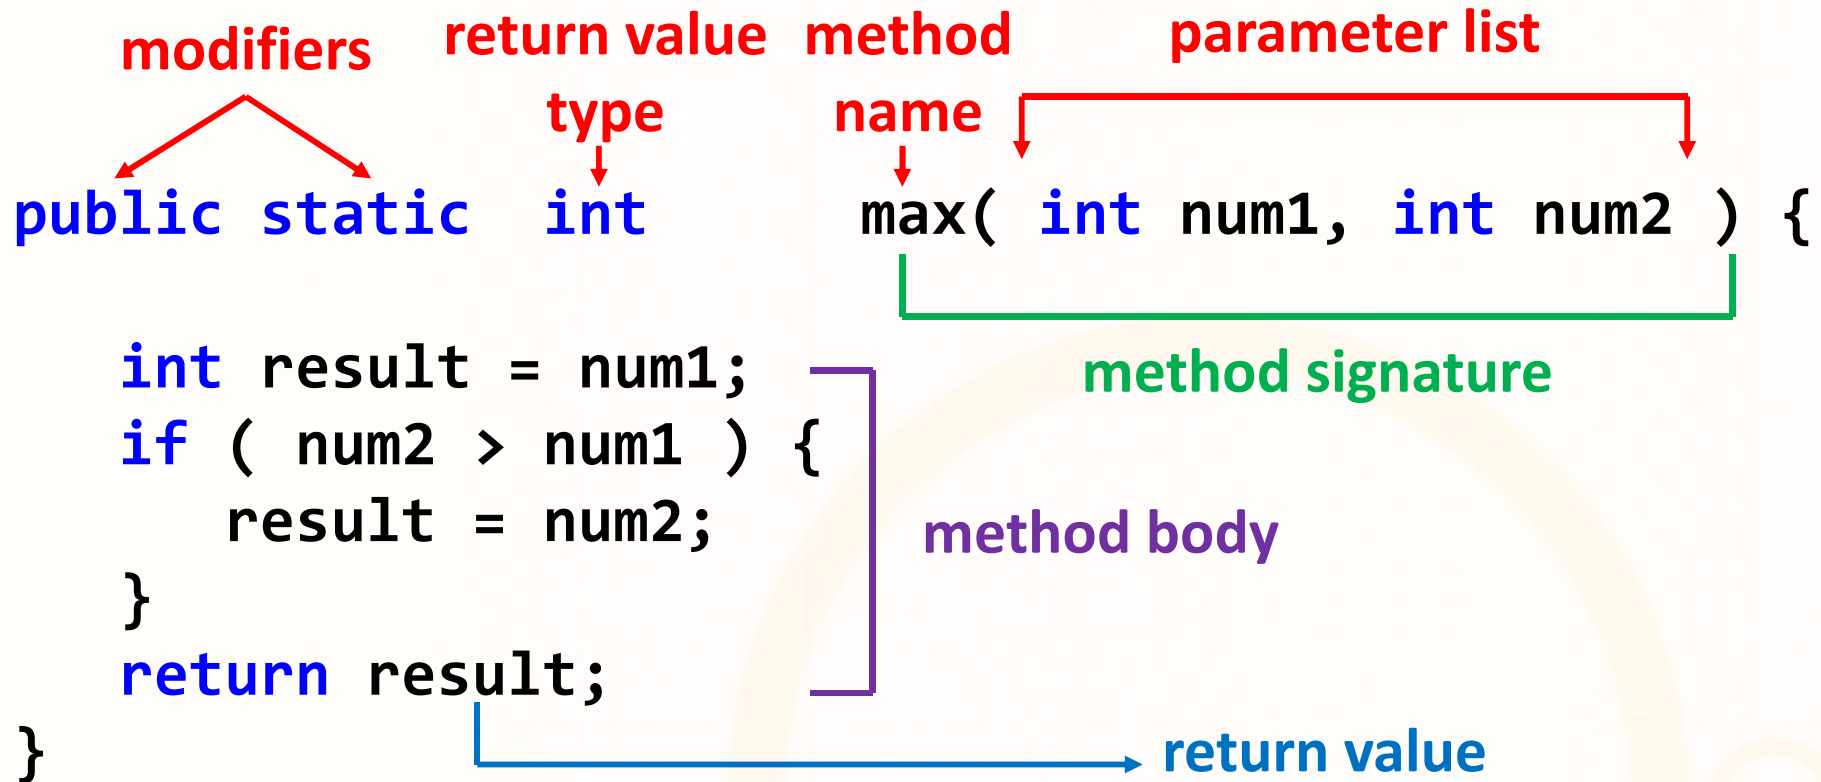 modifiers return value method parameter list
type name
public static int max( int num1, int num2 ) {
int result = num1;
method signature
if ( num2 > num1 ) {
result = num2;
method body
}
return result;
}
return value